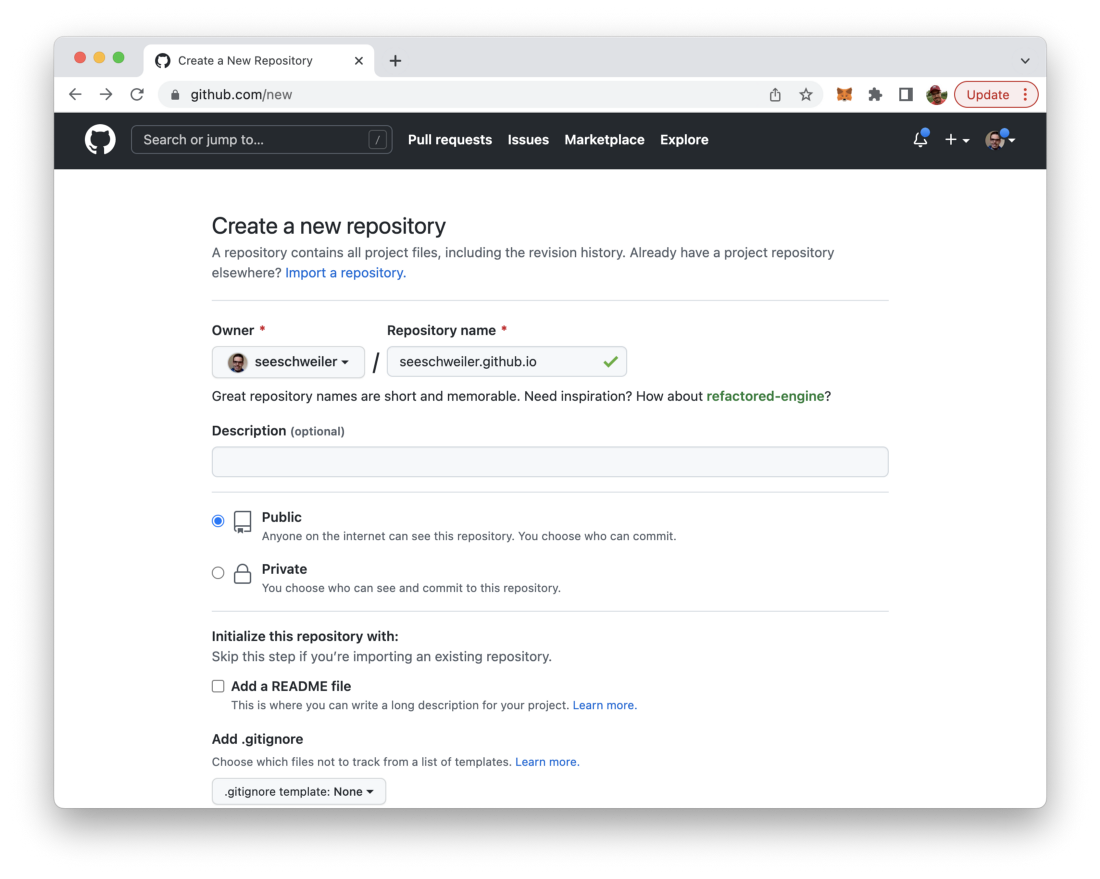 Create a New Repository
github.com/new
Update
Search or jump to... /
Pull requests Issues Marketplace Explore
Create a new repository
A repository contains all project files, including the revision history. Already have a project repository
elsewhere? Import a repository.
Owner * Repository name *
seeschweiler / seeschweiler.github.io
Great repository names are short and memorable. Need inspiration? How about refactored-engine?
Description (optional)
Public
Anyone on the internet can see this repository. You choose who can commit.
Private
You choose who can see and commit to this repository.
Initialize this repository with:
Skip this step if you’re importing an existing repository.
Add a README file
This is where you can write a long description for your project. Learn more.
Add .gitignore
Choose which files not to track from a list of templates. Learn more.
.gitignore template: None